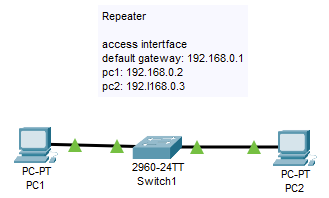 Repeater
access intertface
default gateway: 192.168.0.1
pc1: 192.168.0.2
pc2: 192.l168.0.3
PC-PT
PC1
2960-24TT
Switch1
PC-PT
PC2